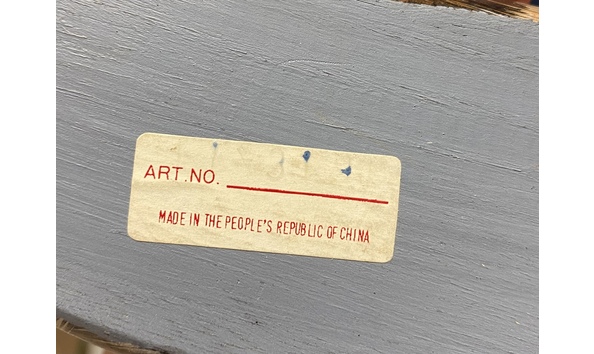 ART.NO.
MADE IN THE PEOPLE'S REPUBLIC OF CHINA